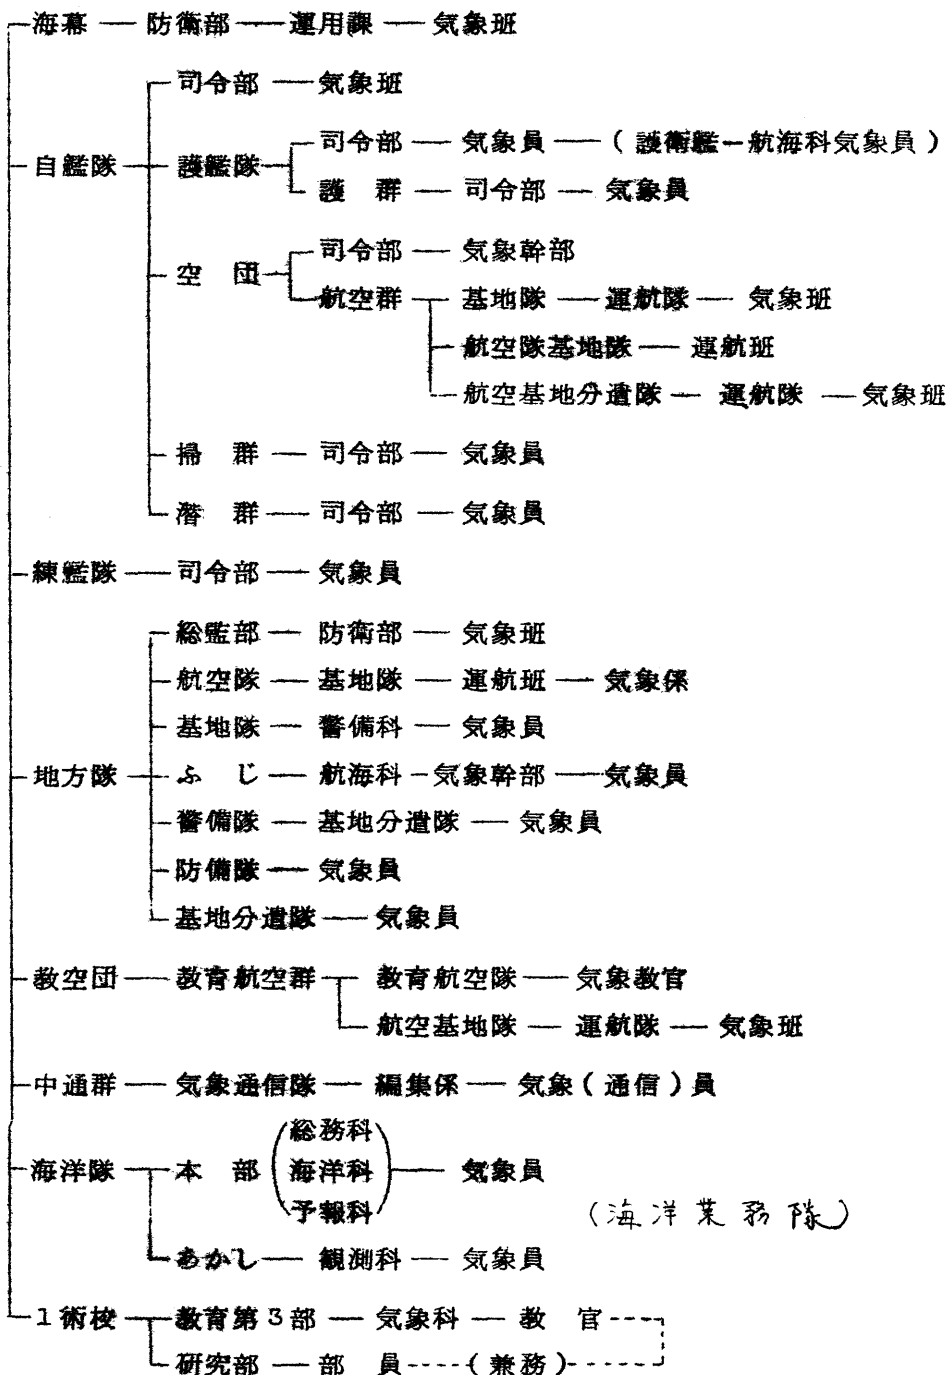 海幕 — 防衛部 — 運用課 — 気象班
司令部 — 気象班
司令部 — 気象員 — ( 護衛艦 — 航海科気象員 )
自艦隊 — 護艦隊
護 群 — 司令部 — 気象員
司令部 — 気象幹部
空 団
航空群 — 基地隊 — 運航隊 — 気象班
航空隊基地隊 — 運航班
航空基地分遣隊 — 運航隊 — 気象班
掃 群 — 司令部 — 気象員
潜 群 — 司令部 — 気象員
練艦隊 — 司令部 — 気象員
総監部 — 防衛部 — 気象班
航空隊 — 基地隊 — 運航班 — 気象係
基地隊 — 警備科 — 気象員
地方隊 — ふ じ — 航海科 — 気象幹部 — 気象員
警備隊 — 基地分遣隊 — 気象員
防備隊 — 気象員
基地分遣隊 — 気象員
教空団 — 教育航空群 — 教育航空隊 — 気象教官
航空基地隊 — 運航隊 — 気象班
中通群 — 気象通信隊 — 編集係 — 気象 ( 通信 ) 員
総務科
海洋隊 — 本 部 海洋科 — 気象員
予報科
(海洋業務隊)
あかし — 観測科 — 気象員
1術校 — 教育第3部 — 気象科 — 教 官
研究部 — 部 員 ---- ( 兼務 )